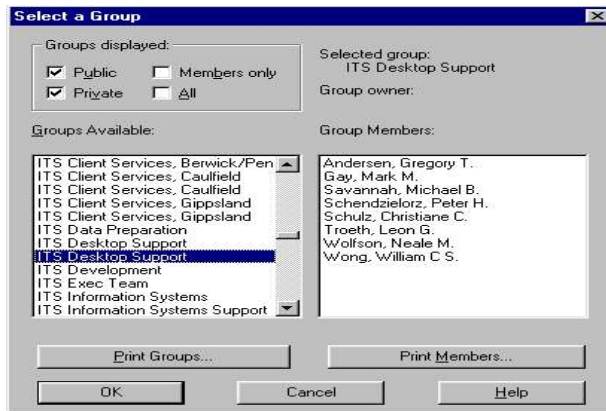 Select a Group
Groups displayed:
Public
Members only
Private
All
Selected group:
ITS Desktop Support
Group owner:
Groups Available:
ITS Client Services, Berwick/Pen
ITS Client Services, Caulfield
ITS Client Services, Caulfield
ITS Client Services, Gippsland
ITS Client Services, Gippsland
ITS Data Preparation
ITS Desktop Support
ITS Desktop Support
ITS Development
ITS Exec Team
ITS Information Systems
ITS Information Systems Support
Group Members:
Andersen, Gregory T.
Gay, Mark M.
Savannah, Michael B.
Schendzielorz, Peter H.
Schulz, Christiane C.
Troeth, Leon G.
Wolfson, Neale M.
Wong, William C S.
Print Groups...
Print Members...
OK
Cancel
Help